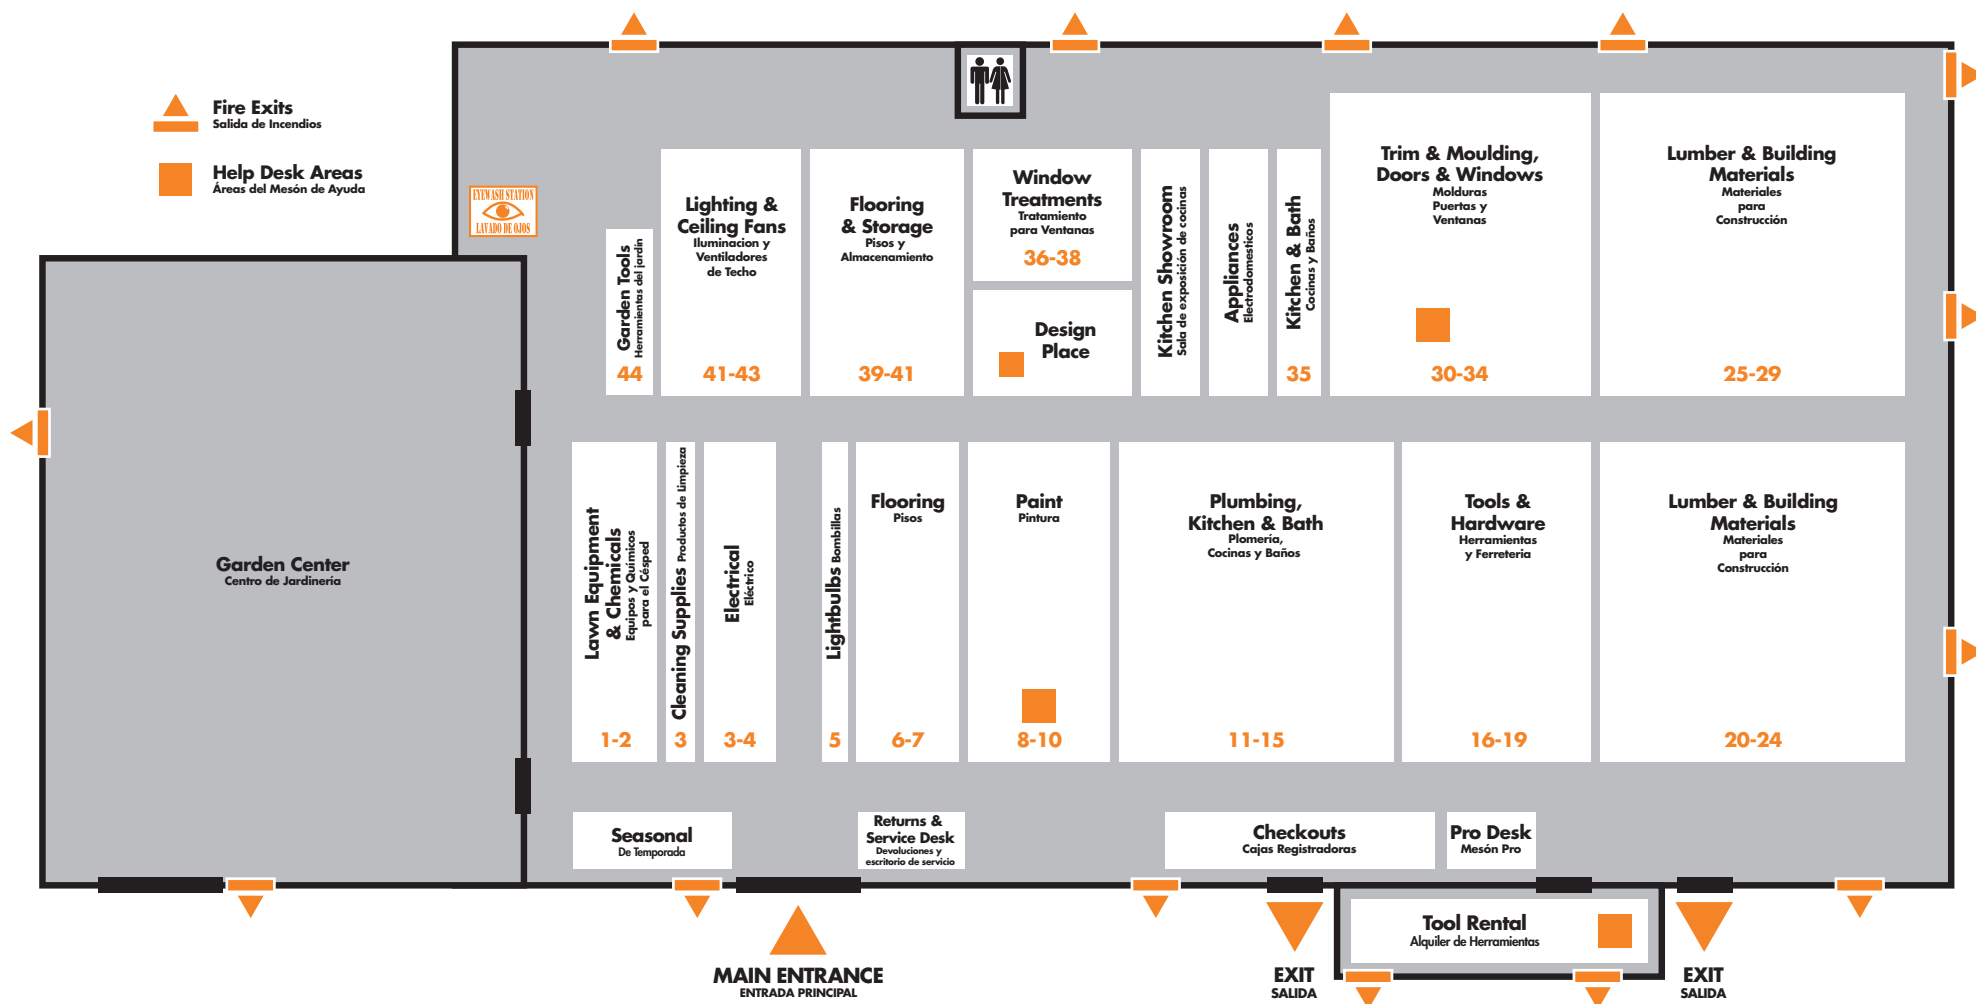 Fire Exits
Salida de Incendios
Help Desk Areas
Áreas del Mesón de Ayuda
EYEWASH STATION
LAVADO DE OJOS
Garden Tools
Herramientas del jardín
44
Lighting &
Ceiling Fans
Iluminacion y
Ventiladores
de Techo
41-43
Flooring
& Storage
Pisos y
Almacenamiento
39-41
Window
Treatments
Tratamiento
para Ventanas
36-38
Design
Place
Kitchen Showroom
Sala de exposición de cocinas
Appliances
Electrodomesticos
Kitchen & Bath
Cocinas y Baños
35
Trim & Moulding,
Doors & Windows
Molduras
Puertas y
Ventanas
30-34
Lumber & Building
Materials
Materiales
para
Construcción
25-29
Garden Center
Centro de Jardinería
Lawn Equipment
& Chemicals
Equipos y Químicos
para el Césped
1-2
Cleaning Supplies Productos de Limpieza
3
Electrical
Eléctrico
3-4
Lightbulbs Bombillas
5
Flooring
Pisos
6-7
Paint
Pintura
8-10
Plumbing,
Kitchen & Bath
Plomería,
Cocinas y Baños
11-15
Tools &
Hardware
Herramientas
y Ferreteria
16-19
Lumber & Building
Materials
Materiales
para
Construcción
20-24
Seasonal
De Temporada
Returns &
Service Desk
Devoluciones y
escritorio de servicio
Checkouts
Cajas Registradoras
Pro Desk
Mesón Pro
Tool Rental
Alquiler de Herramientas
MAIN ENTRANCE
ENTRADA PRINCIPAL
EXIT
SALIDA
EXIT
SALIDA